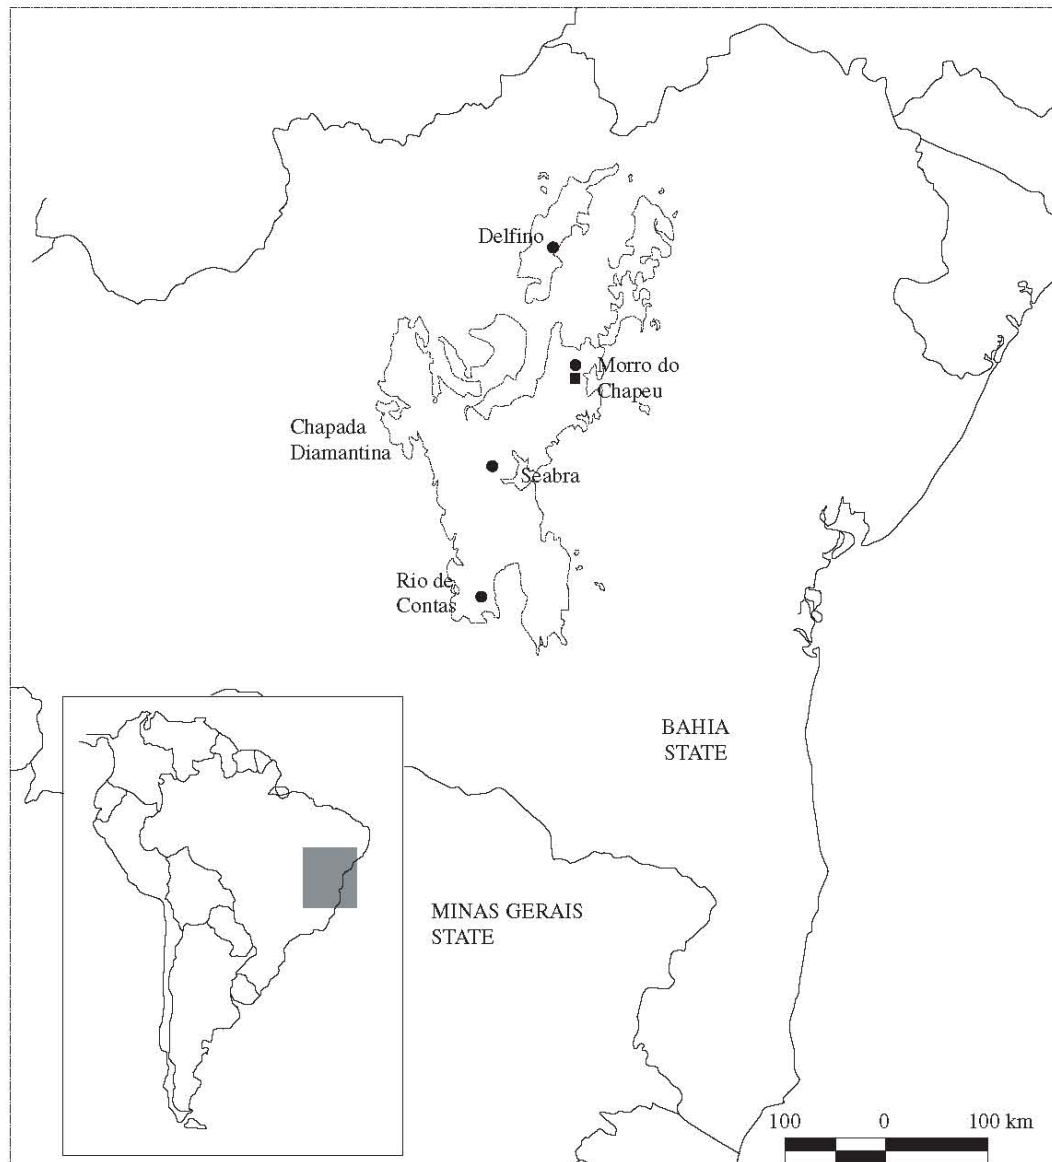 Delfino
Morro do
Chapeu
Chapada
Diamantina
Seabra
Rio de
Contas
BAHIA
STATE
MINAS GERAIS
STATE
100 0 100 km